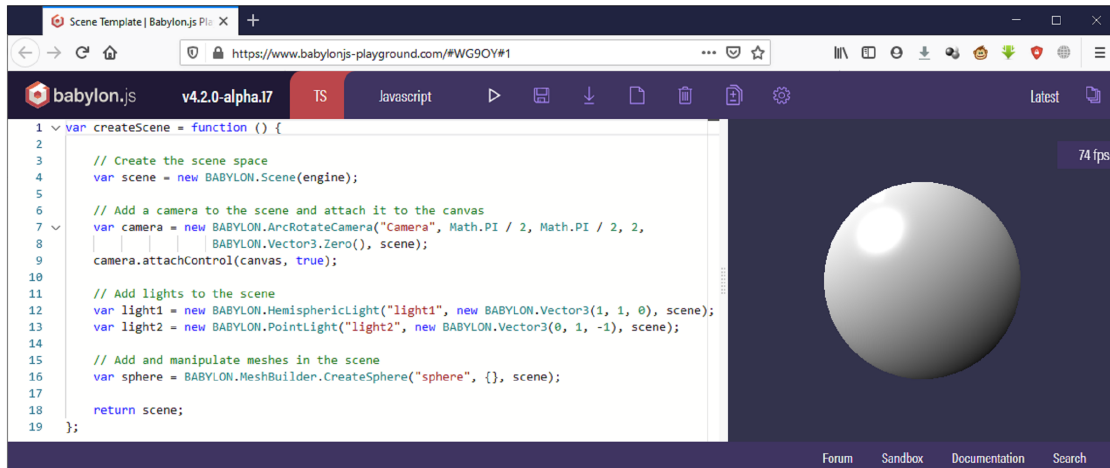 Scene Template | Babylon.js Pla
https://www.babylonjs-playground.com/#WG9OY#1
babylon.js v4.2.0-alpha.17 TS Javascript Latest
1 var createScene = function () {
2
3 // Create the scene space
4 var scene = new BABYLON.Scene(engine);
5
6 // Add a camera to the scene and attach it to the canvas
7 var camera = new BABYLON.ArcRotateCamera("Camera", Math.PI / 2, Math.PI / 2, 2,
8 BABYLON.Vector3.Zero(), scene);
9 camera.attachControl(canvas, true);
10
11 // Add lights to the scene
12 var light1 = new BABYLON.HemisphericLight("light1", new BABYLON.Vector3(1, 1, 0), scene);
13 var light2 = new BABYLON.PointLight("light2", new BABYLON.Vector3(0, 1, -1), scene);
14
15 // Add and manipulate meshes in the scene
16 var sphere = BABYLON.MeshBuilder.CreateSphere("sphere", {}, scene);
17
18 return scene;
19 };
74 fps
Forum Sandbox Documentation Search